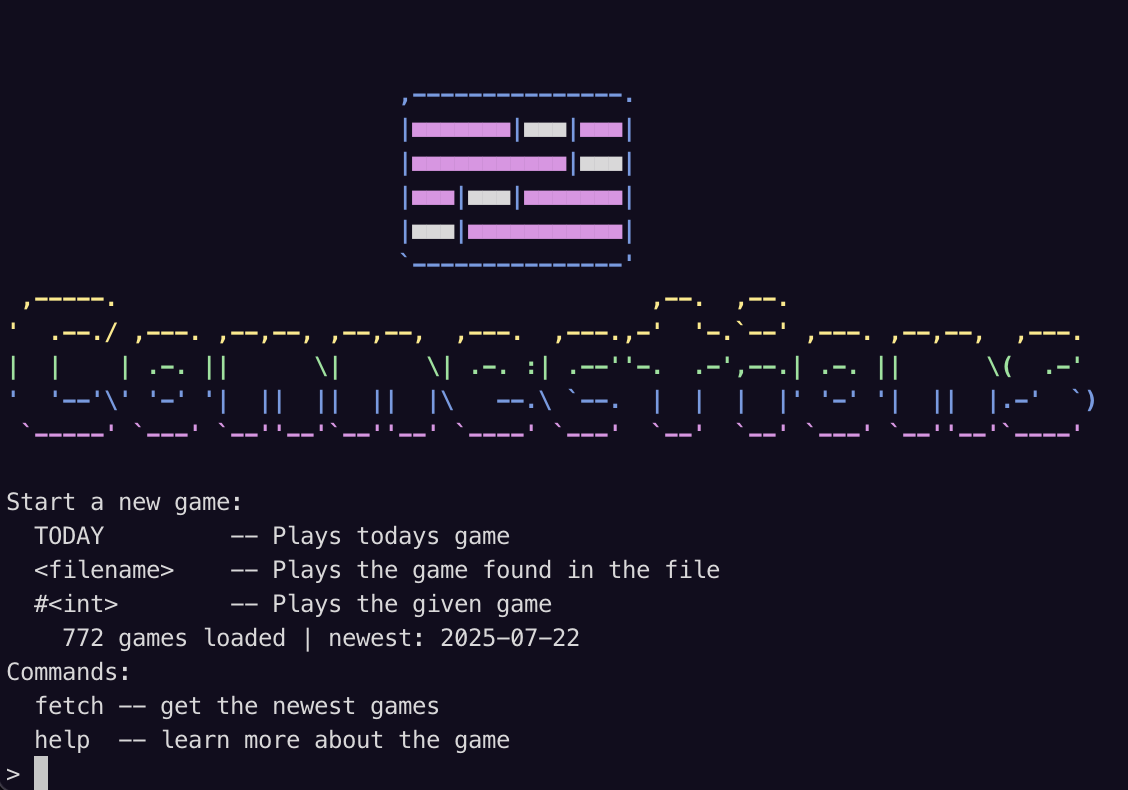 Connections
Start a new game:
TODAY -- Plays todays game
<filename> -- Plays the game found in the file
#<int> -- Plays the given game
772 games loaded | newest: 2025-07-22
Commands:
fetch -- get the newest games
help -- learn more about the game
>